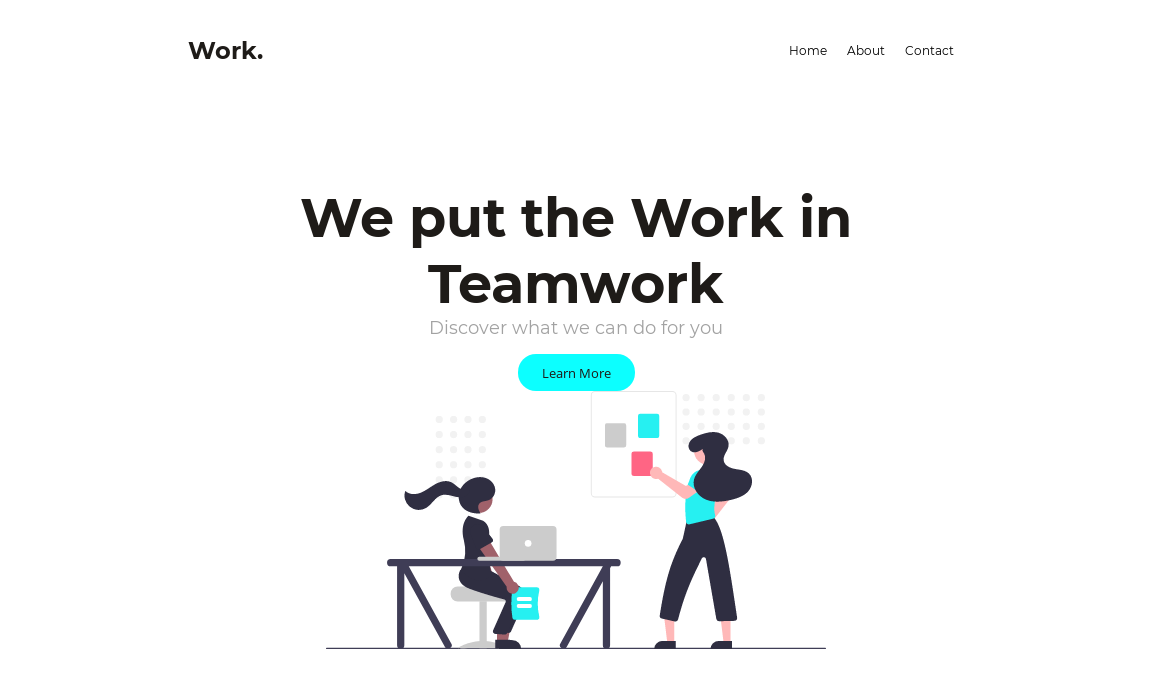 Work.
Home About Contact
We put the Work in
Teamwork
Discover what we can do for you
Learn More